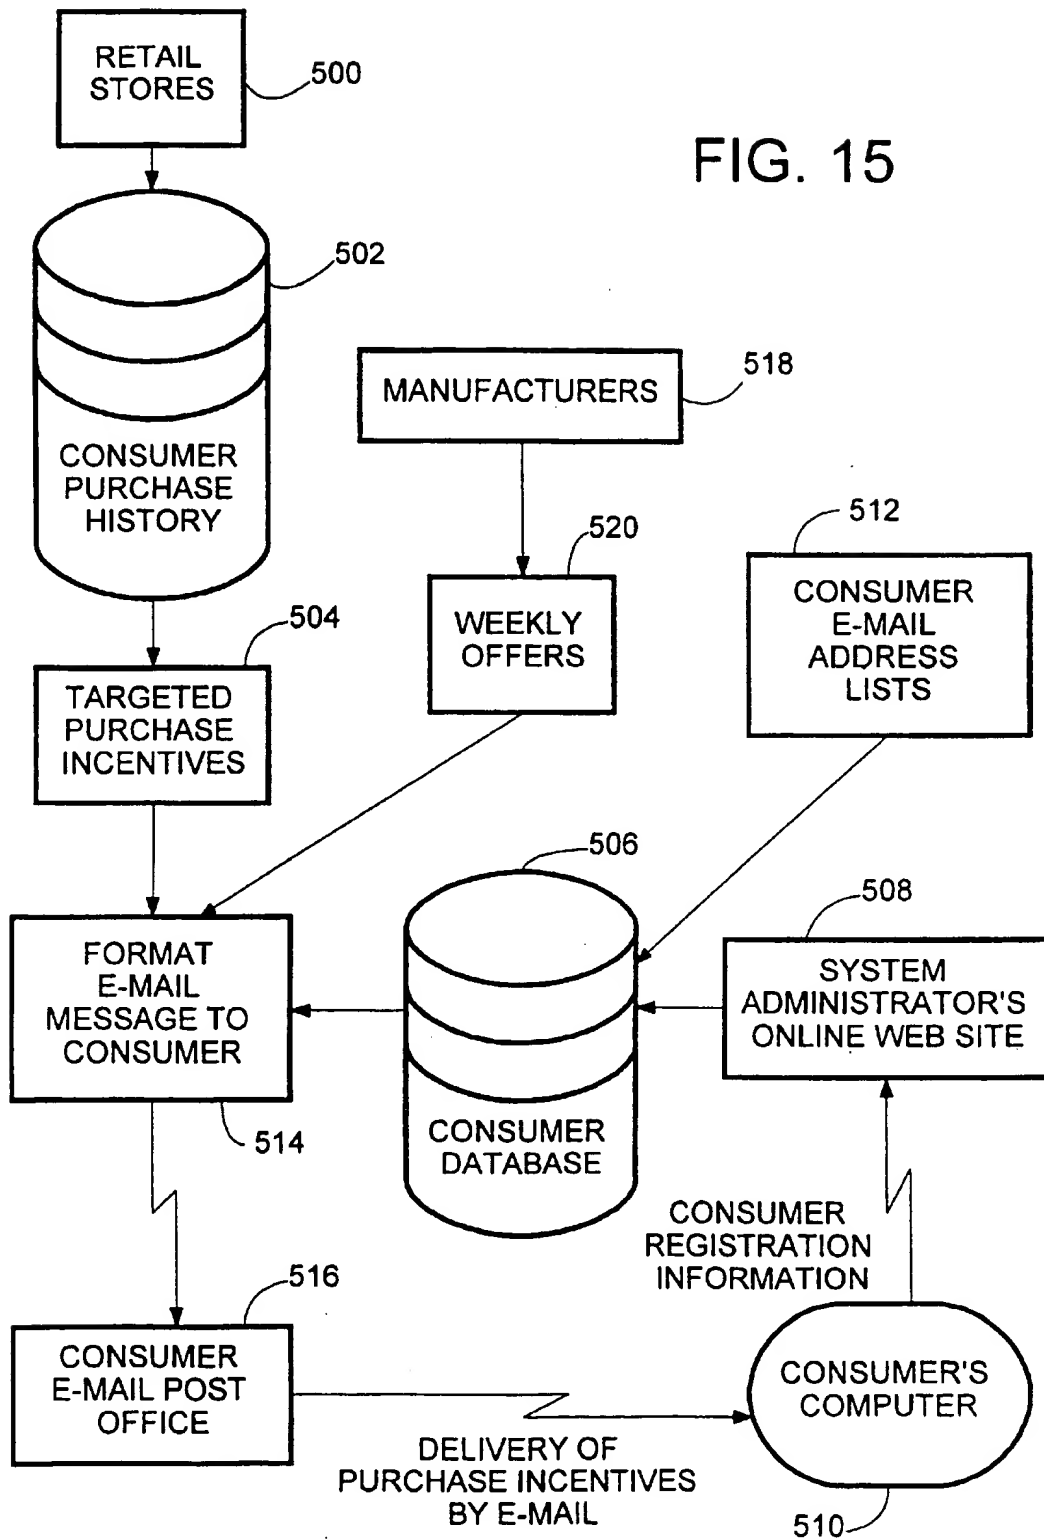 RETAIL
STORES
500
FIG. 15
502
CONSUMER
PURCHASE
HISTORY
MANUFACTURERS
518
504
TARGETED
PURCHASE
INCENTIVES
520
WEEKLY
OFFERS
512
CONSUMER
E-MAIL
ADDRESS
LISTS
506
508
FORMAT
E-MAIL
MESSAGE TO
CONSUMER
514
CONSUMER
DATABASE
SYSTEM
ADMINISTRATOR'S
ONLINE WEB SITE
CONSUMER
REGISTRATION
INFORMATION
516
CONSUMER
E-MAIL POST
OFFICE
CONSUMER'S
COMPUTER
DELIVERY OF
PURCHASE INCENTIVES
BY E-MAIL
510